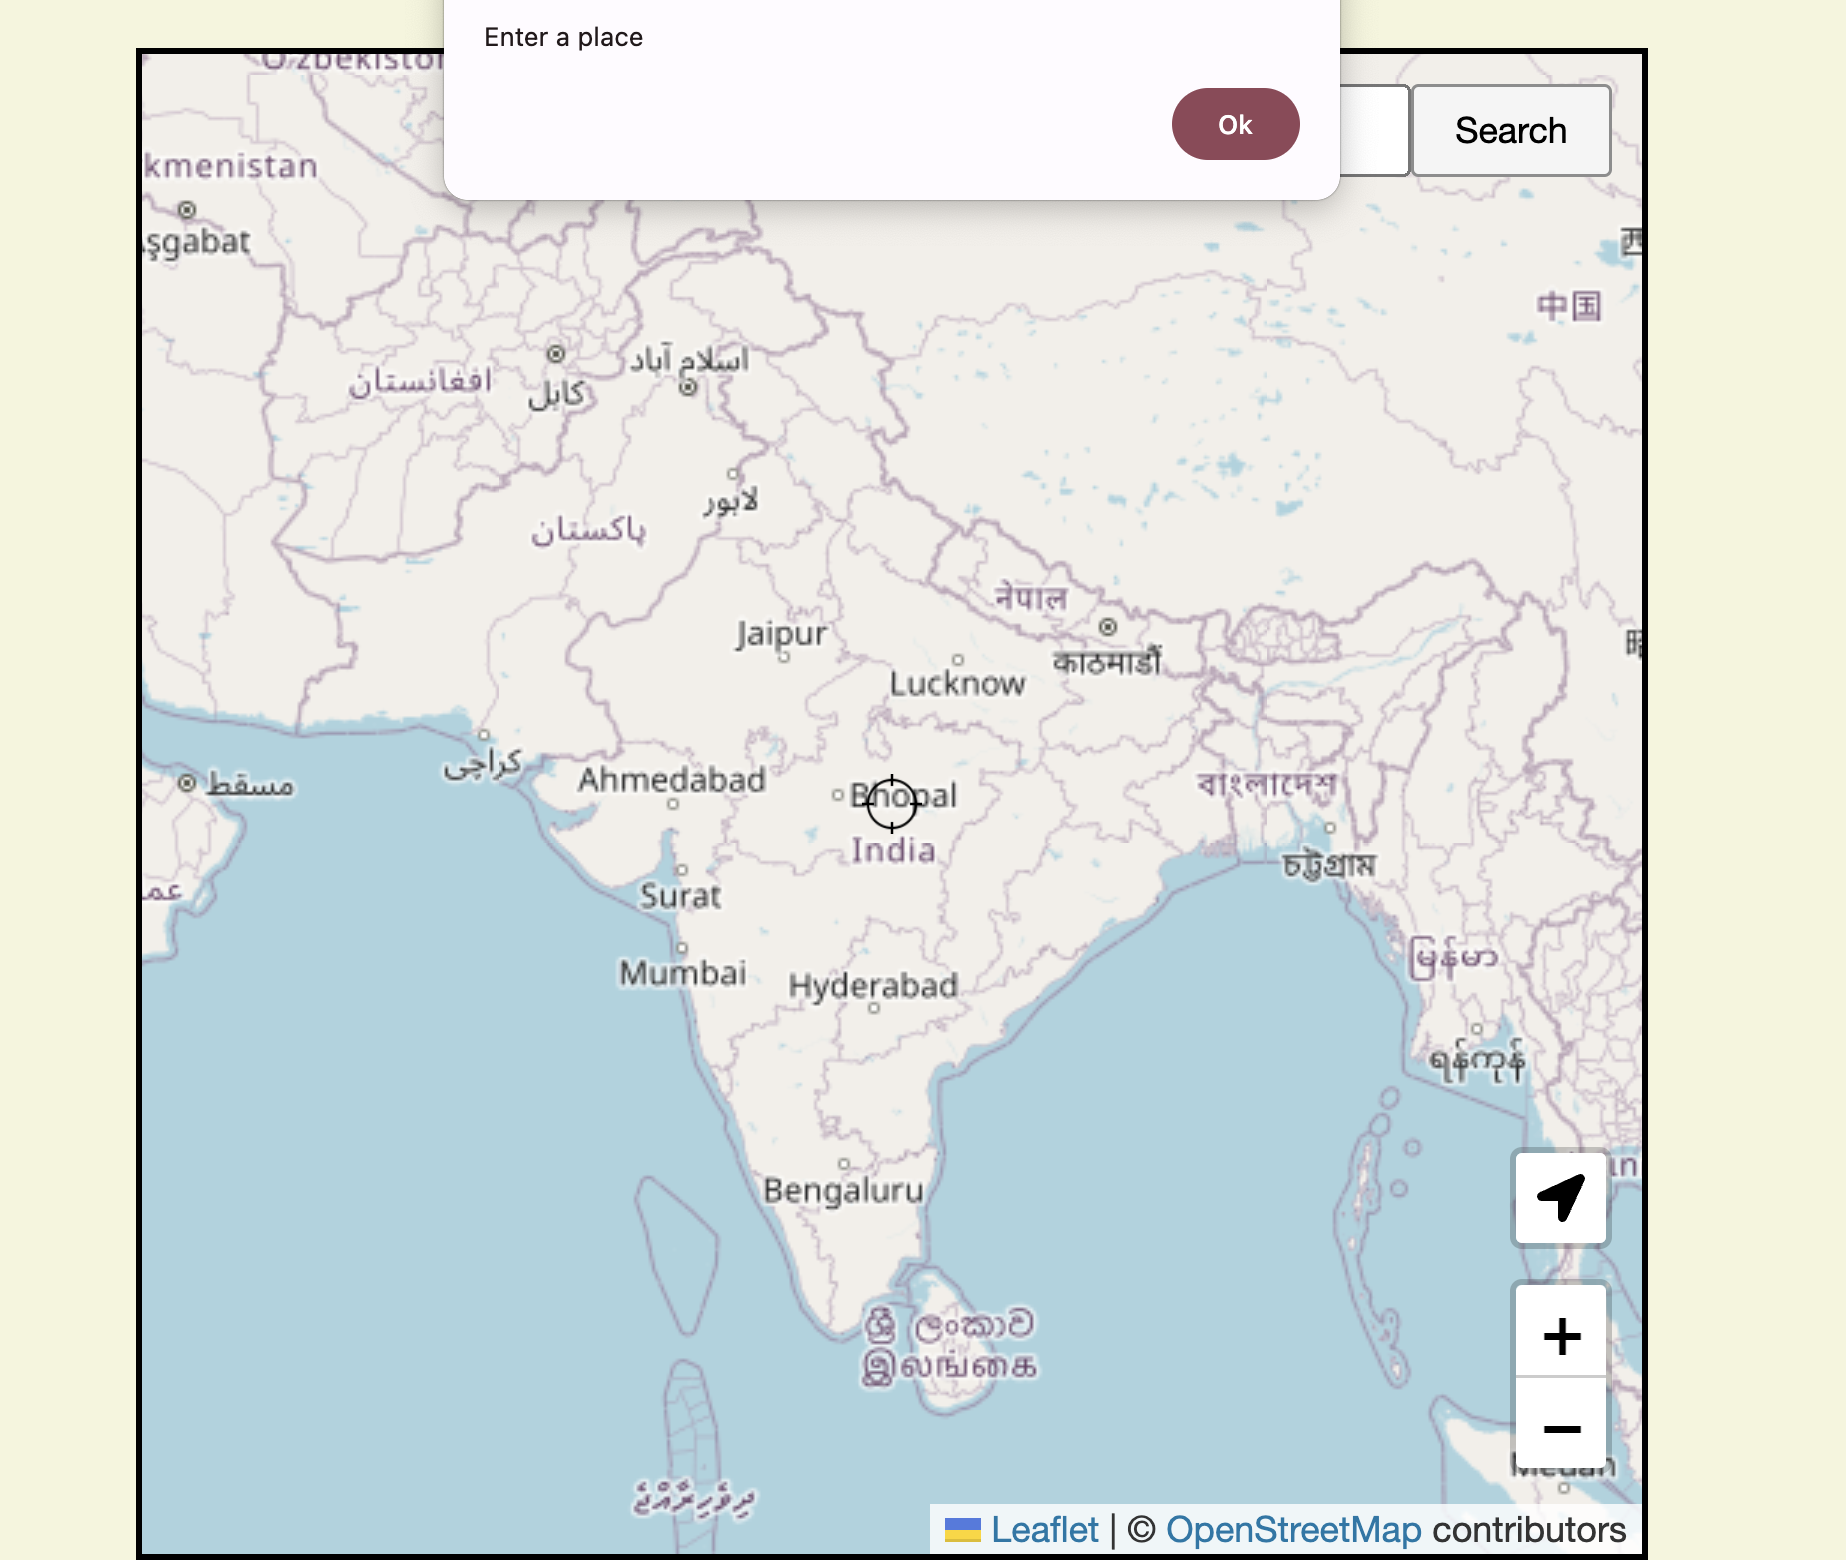 Enter a place
Ok
Search
kmenistan
şgabat
中国
افغانستان
کابل
اسلام آباد
لاہور
پاکستان
नेपाल
काठमाडौँ
Jaipur
Lucknow
کراچی
مسقط
Ahmedabad
Bhopal
India
বাংলাদেশ
চট্টগ্রাম
Surat
Mumbai
Hyderabad
မြန်မာ
ရန်ကုန်
Bengaluru
ශ්‍රී ලංකාව
இலங்கை
+
−
Medan
ދިވެހިރާއްޖެ
Leaflet | © OpenStreetMap contributors